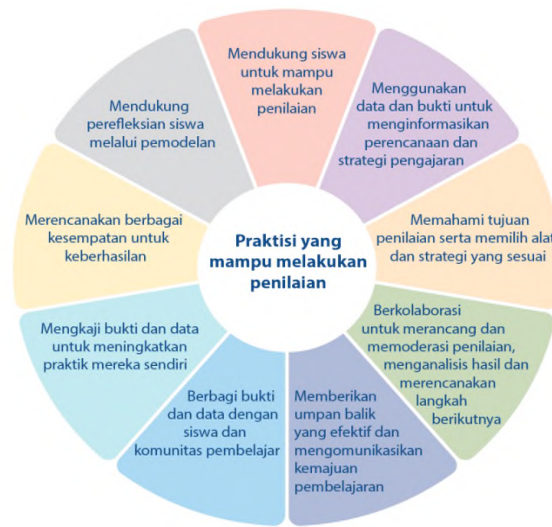 Mendukung siswa
untuk mampu
melakukan
penilaian
Menggunakan
data dan bukti untuk
menginformasikan
perencanaan dan
strategi pengajaran
Memahami tujuan
penilaian serta memilih alat
dan strategi yang sesuai
Berkolaborasi
untuk merancang dan
memoderasi penilaian,
menganalisis hasil dan
merencanakan
langkah
berikutnya
Memberikan
umpan balik
yang efektif dan
mengomunikasikan
kemajuan
pembelajaran
Berbagi bukti
dan data dengan
siswa dan
komunitas pembelajar
Mengkaji bukti dan data
untuk meningkatkan
praktik mereka sendiri
Merencanakan berbagai
kesempatan untuk
keberhasilan
Mendukung
perefleksian siswa
melalui pemodelan
Praktisi yang
mampu melakukan
penilaian